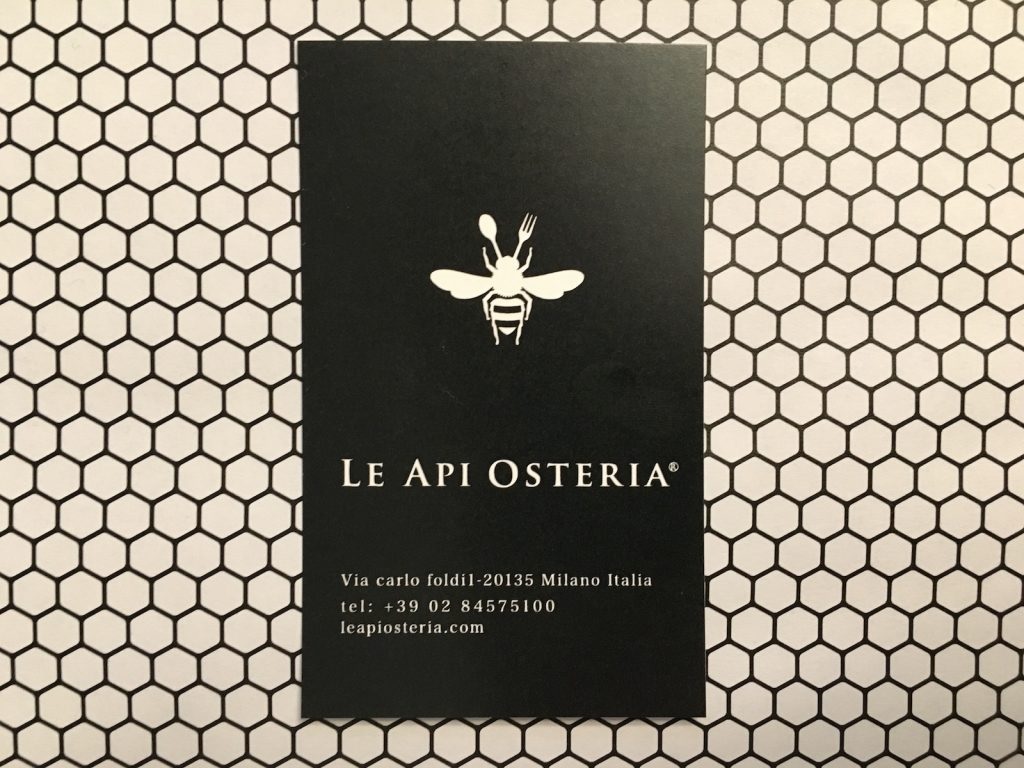 LE API OSTERIA®
Via carlo foldi1-20135 Milano Italia
tel: +39 02 84575100
leapiosteria.com